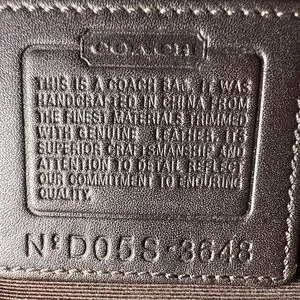 COACH
THIS IS A COACH BAG. IT WAS
HANDCRAFTED IN CHINA FROM
THE FINEST MATERIALS TRIMMED
WITH GENUINE LEATHER. ITS
SUPERIOR CRAFTSMANSHIP AND
ATTENTION TO DETAIL REFLECT
OUR COMMITMENT TO ENDURING
QUALITY.
Nº D05S-3648